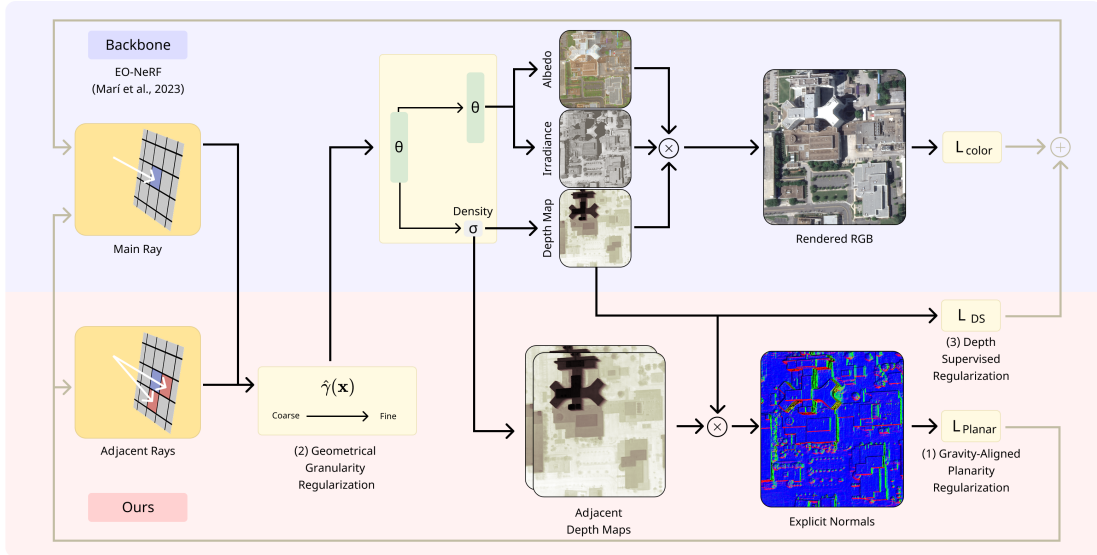 Backbone
EO-NeRF
(Marí et al., 2023)
Main Ray
θ
θ
Density
σ
Albedo
Irradiance
Depth Map
×
Rendered RGB
L color
+
Adjacent Rays
γ̂(x)
Coarse
Fine
(2) Geometrical
Granularity
Regularization
Ours
Adjacent
Depth Maps
×
Explicit Normals
L DS
(3) Depth
Supervised
Regularization
L Planar
(1) Gravity-Aligned
Planarity
Regularization